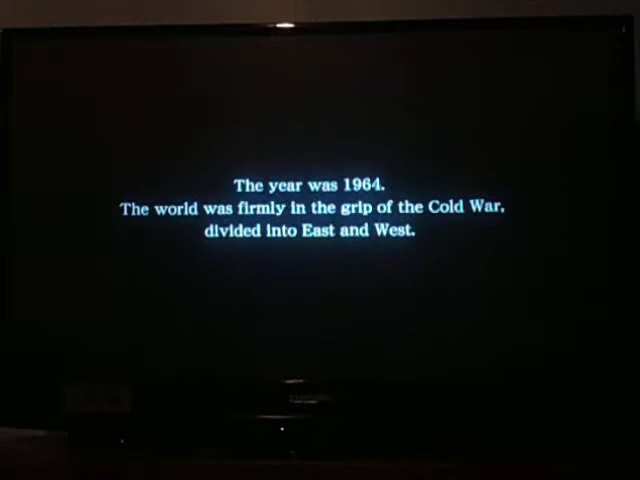 The year was 1964.
The world was firmly in the grip of the Cold War,
divided into East and West.